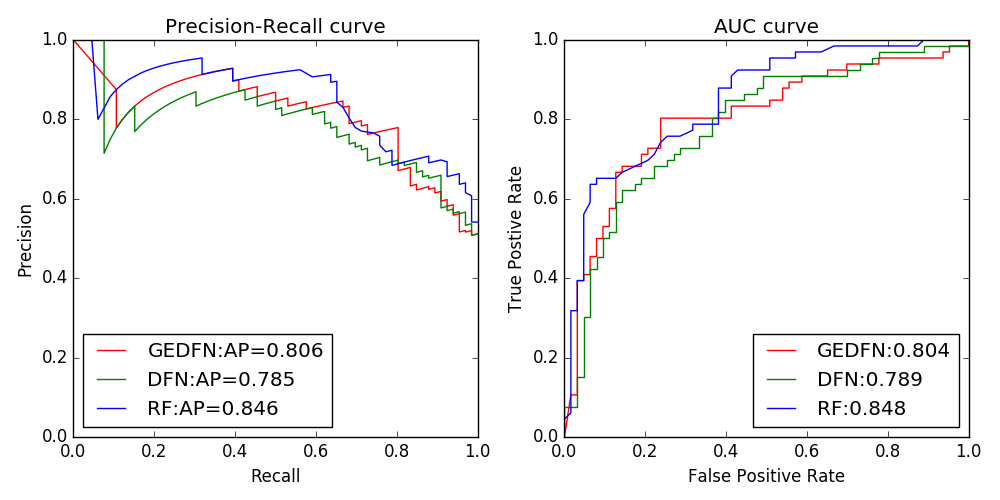 Precision-Recall curve
1.0
0.8
0.6
0.4
0.2
0.0
Precision
GEDFN:AP=0.806
DFN:AP=0.785
RF:AP=0.846
0.0 0.2 0.4 0.6 0.8 1.0
Recall
AUC curve
1.0
0.8
0.6
0.4
0.2
0.0
True Postive Rate
GEDFN:0.804
DFN:0.789
RF:0.848
0.0 0.2 0.4 0.6 0.8 1.0
False Positive Rate